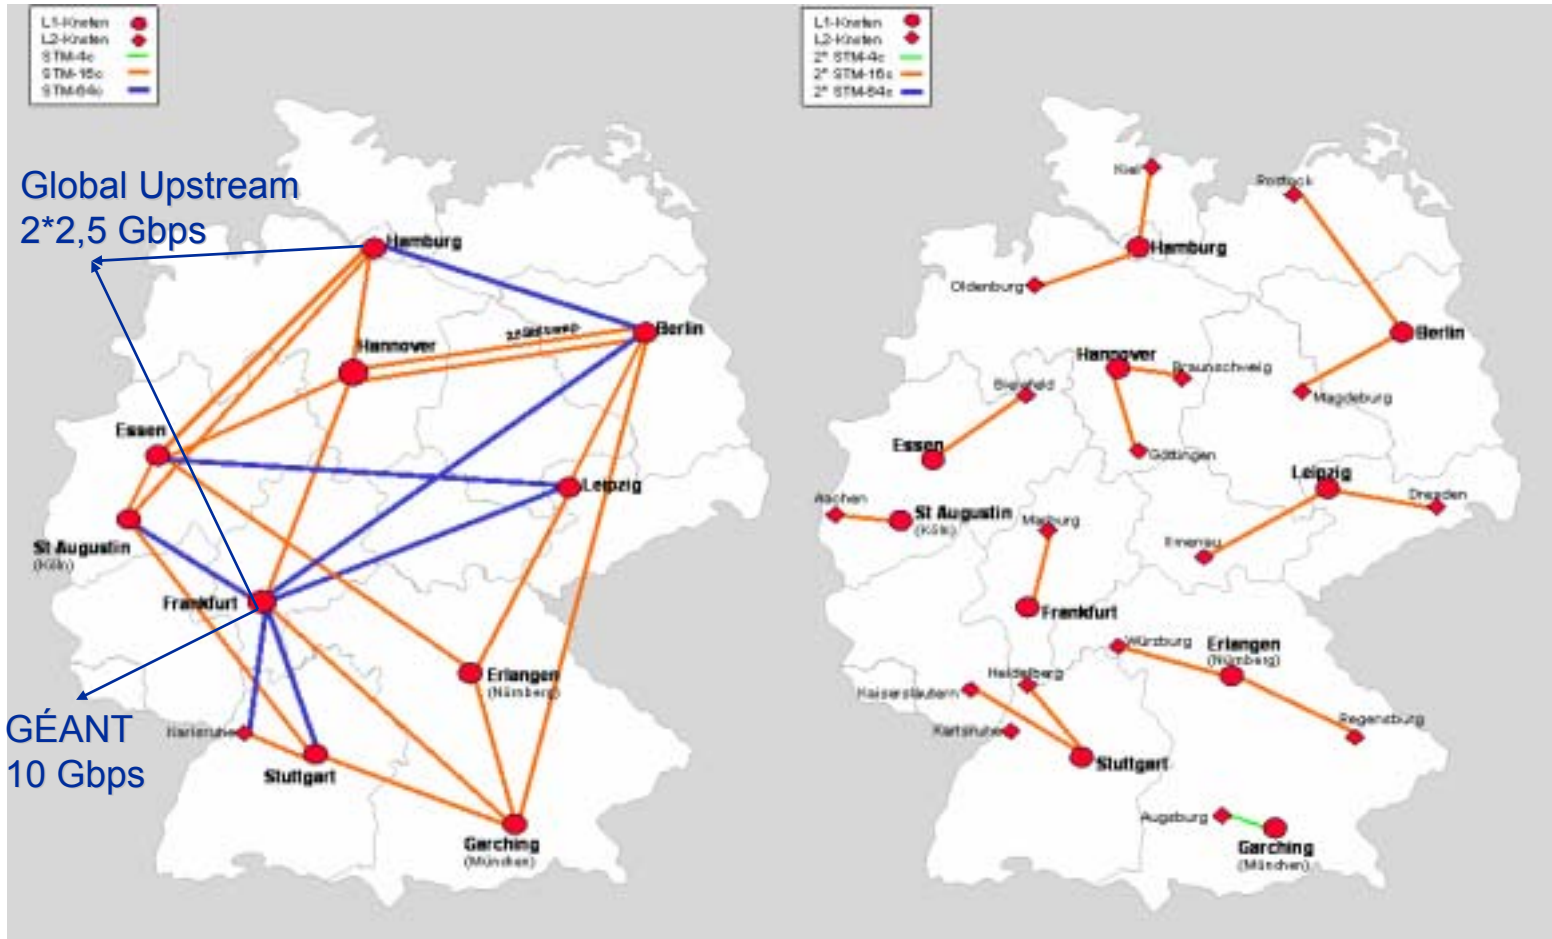 L1-Knoten
L2-Knoten
STM-4c
STM-16c
STM-64c
Global Upstream
2*2,5 Gbps
Hamburg
Berlin
Hannover
Essen
Leipzig
St Augustin
(Köln)
Frankfurt
Erlangen
(Nürnberg)
GÉANT
10 Gbps
Karlsruhe
Stuttgart
Garching
(München)
L1-Knoten
L2-Knoten
2* STM-4c
2* STM-16c
2* STM-64c
Kiel
Rostock
Hamburg
Oldenburg
Berlin
Hannover
Braunschweig
Bielefeld
Magdeburg
Essen
Göttingen
Leipzig
Aachen
St Augustin
(Köln)
Marburg
Dresden
Ilmenau
Frankfurt
Würzburg
Erlangen
(Nürnberg)
Heidelberg
Kaiserslautern
Regensburg
Karlsruhe
Stuttgart
Augsburg
Garching
(München)